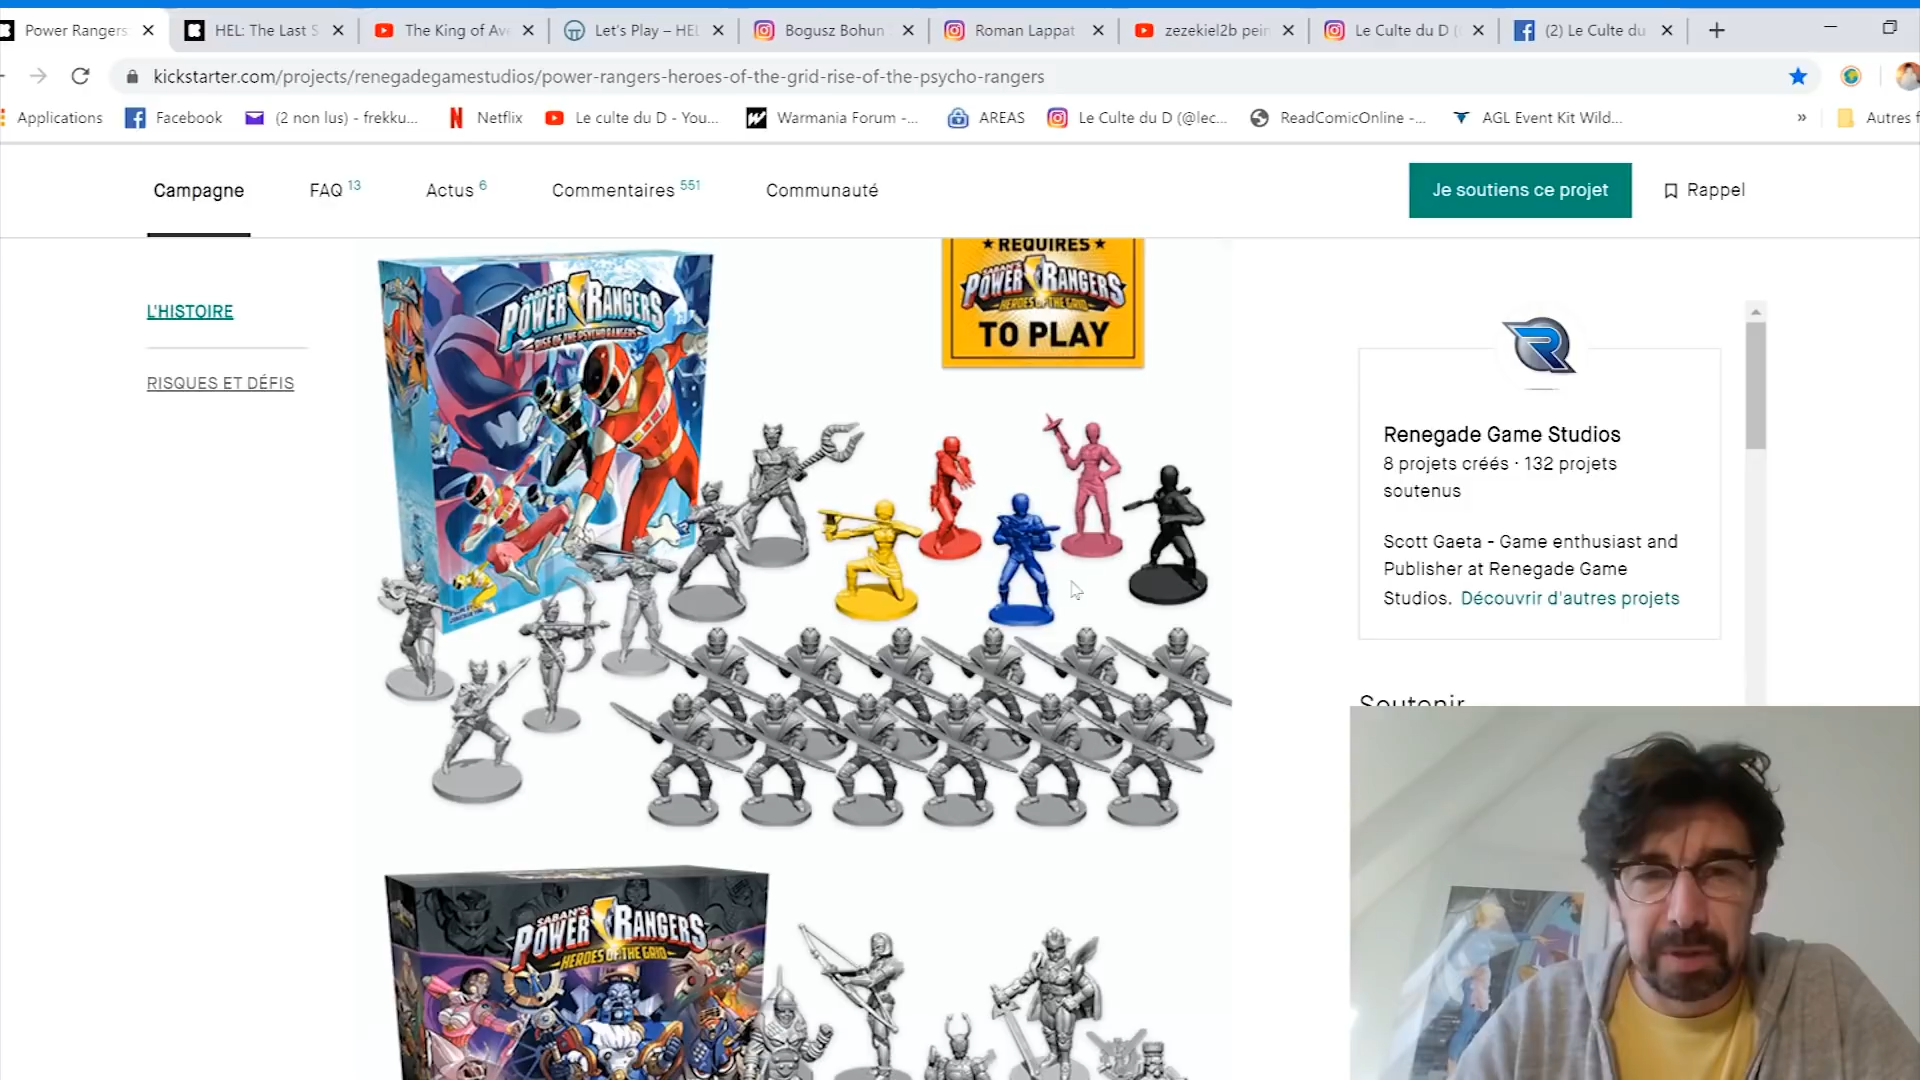 Power Rangers:
HEL: The Last S
The King of Ave
Let's Play – HEL
Bogusz Bohun
Roman Lappat
zezekiel2b pein
Le Culte du D (
(2) Le Culte du
kickstarter.com/projects/renegadegamestudios/power-rangers-heroes-of-the-grid-rise-of-the-psycho-rangers
Applications
Facebook
(2 non lus) - frekku...
Netflix
Le culte du D - You...
Warmania Forum -...
AREAS
Le Culte du D (@lec...
ReadComicOnline -...
AGL Event Kit Wild...
»
Autres f
Campagne
FAQ 13
Actus 6
Commentaires 551
Communauté
Je soutiens ce projet
Rappel
L'HISTOIRE
RISQUES ET DÉFIS
SABAN'S
POWER RANGERS
RISE OF THE PSYCHO RANGERS
★ REQUIRES ★
SABAN'S
POWER RANGERS
HEROES OF THE GRID
TO PLAY
SABAN'S
POWER RANGERS
HEROES OF THE GRID
Renegade Game Studios
8 projets créés · 132 projets
soutenus
Scott Gaeta - Game enthusiast and
Publisher at Renegade Game
Studios. Découvrir d'autres projets
Soutenir